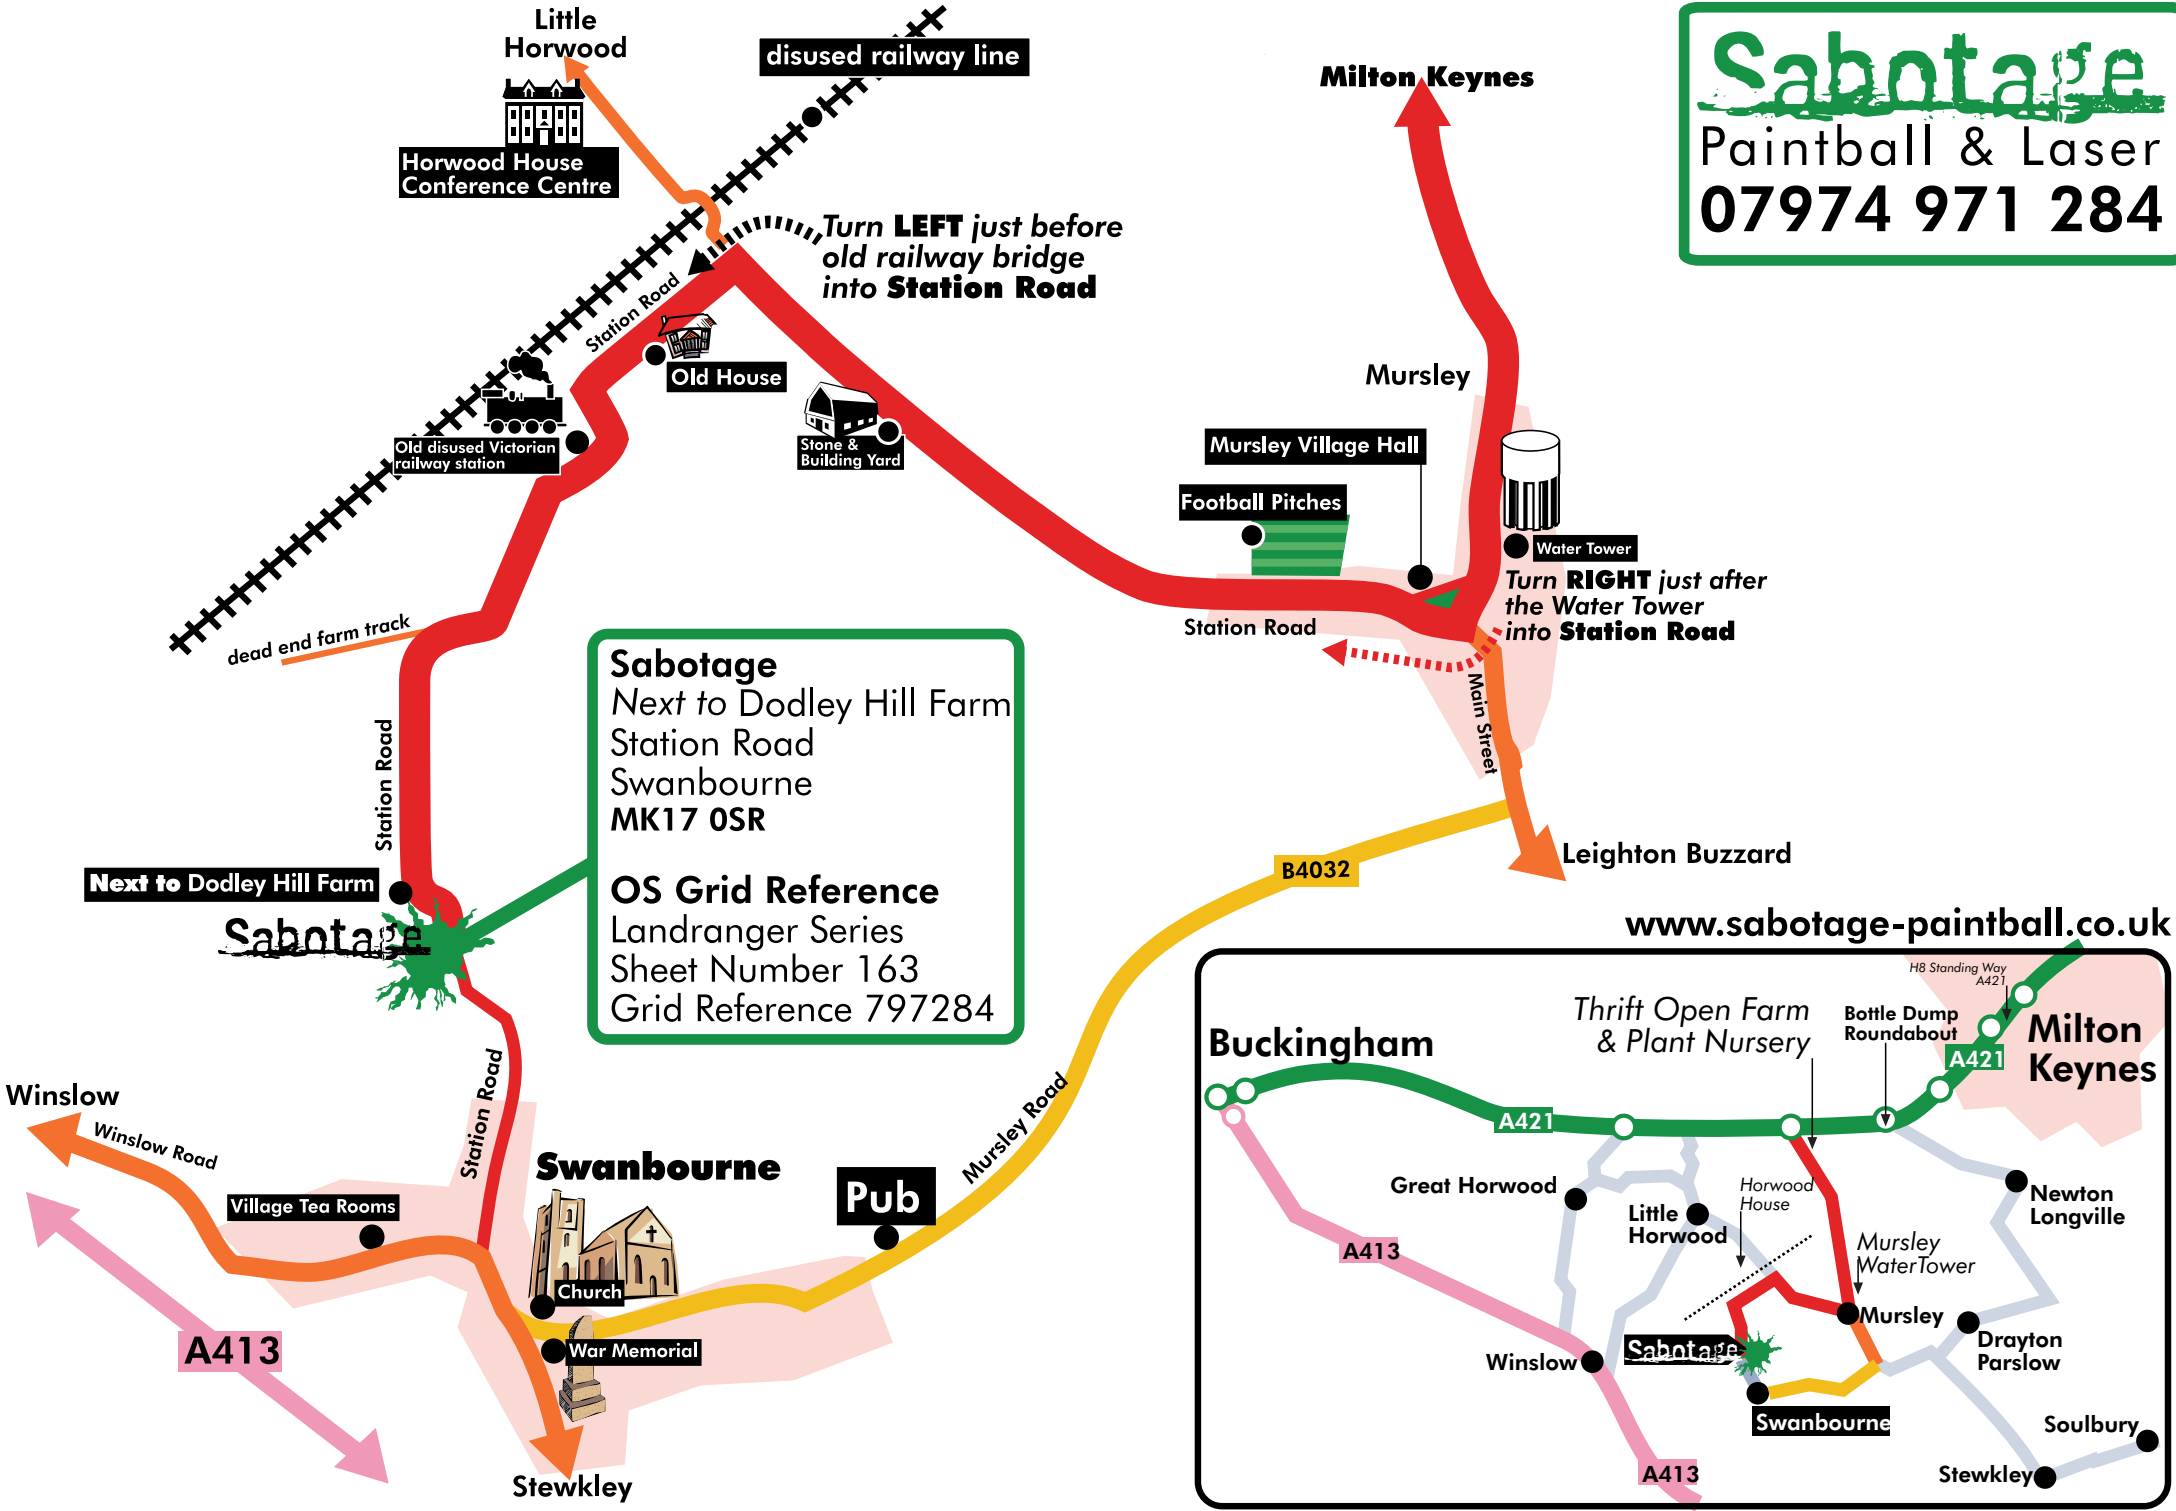 Little
Horwood
disused railway line
Milton Keynes
Sabotage
Paintball & Laser
07974 971 284
Horwood House
Conference Centre
Turn LEFT just before
old railway bridge
into Station Road
Station Road
Old House
Old disused Victorian
railway station
Stone &
Building Yard
Mursley
Mursley Village Hall
Football Pitches
Water Tower
Turn RIGHT just after
the Water Tower
into Station Road
Station Road
Main Street
dead end farm track
Station Road
Sabotage
Next to Dodley Hill Farm
Station Road
Swanbourne
MK17 0SR
OS Grid Reference
Landranger Series
Sheet Number 163
Grid Reference 797284
Next to Dodley Hill Farm
Sabotage
B4032
Leighton Buzzard
www.sabotage-paintball.co.uk
Station Road
Mursley Road
Winslow
Winslow Road
Village Tea Rooms
Swanbourne
Pub
Church
War Memorial
A413
Stewkley
H8 Standing Way
A421
Thrift Open Farm
& Plant Nursery
Bottle Dump
Roundabout
Milton
Keynes
A421
Buckingham
A421
Great Horwood
Horwood
House
Little
Horwood
Newton
Longville
A413
Mursley
WaterTower
Mursley
Drayton
Parslow
Winslow
Sabotage
Swanbourne
Soulbury
Stewkley
A413